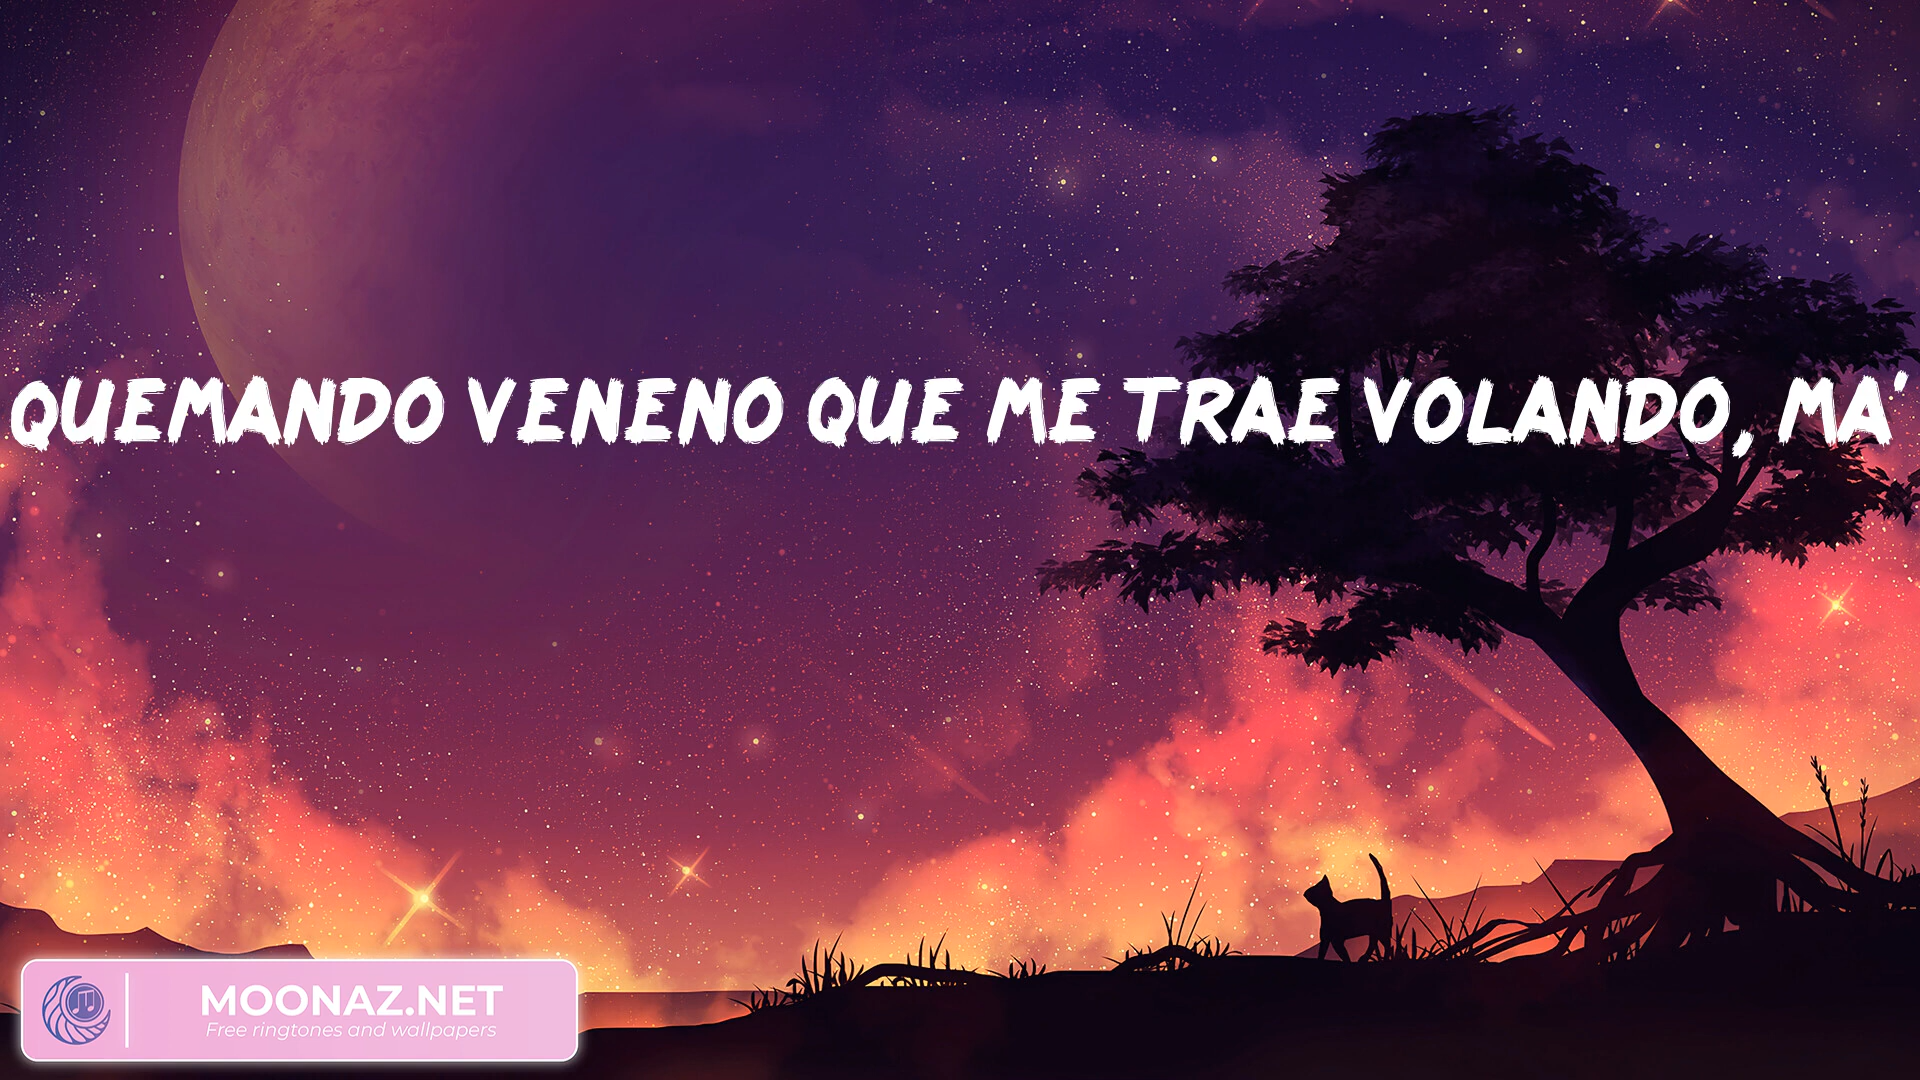 QUEMANDO VENENO QUE ME TRAE VOLANDO, MA'
MOONAZ.NET
Free ringtones and wallpapers